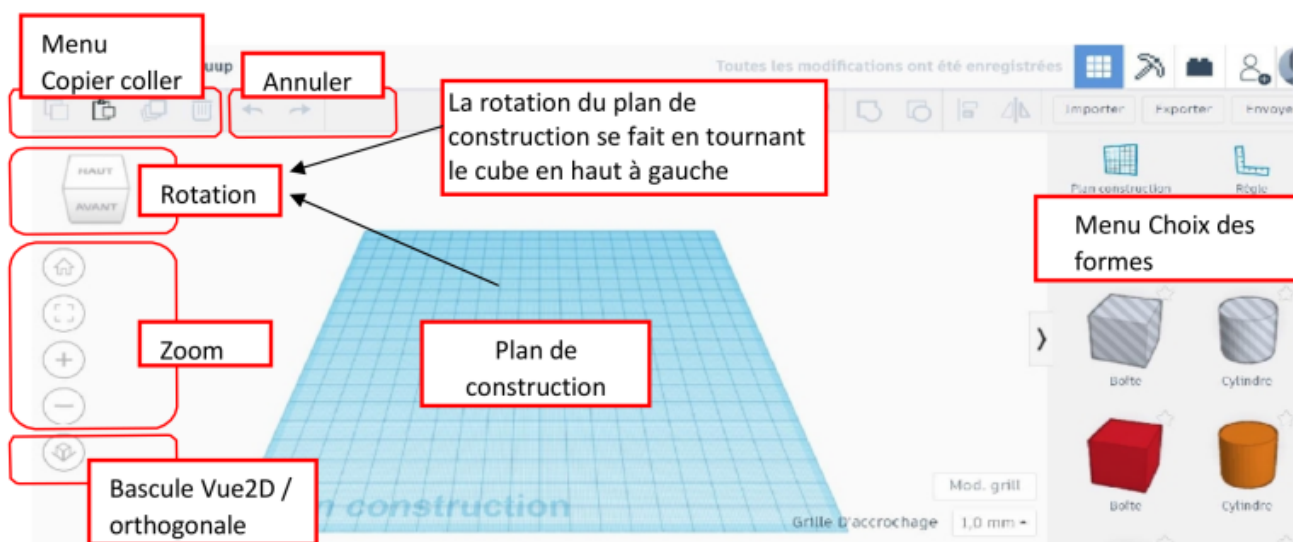 Menu
Copier coller
uup
Annuler
Toutes les modifications ont été enregistrées
La rotation du plan de
construction se fait en tournant
le cube en haut à gauche
Importer
Exporter
Envoye
HAUT
AVANT
Rotation
Plan construction
Règle
Menu Choix des
formes
Zoom
Plan de
construction
Boîte
Cylindre
Boîte
Cylindre
Bascule Vue2D /
orthogonale
n construction
Mod. grill
Grille D'accrochage
1,0 mm